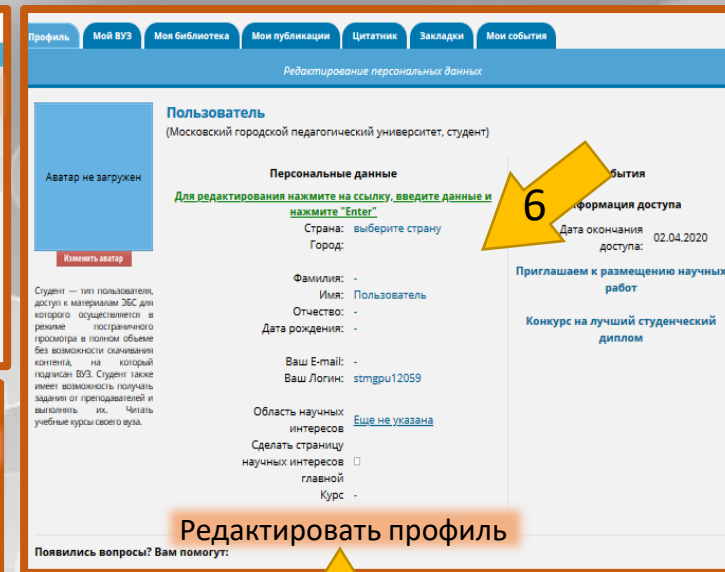 Профиль
Мой ВУЗ
Моя библиотека
Мои публикации
Цитатник
Закладки
Мои события
Редактирование персональных данных
Аватар не загружен
Изменить аватар
Студент — тип пользователя,
доступ к материалам ЭБС для
которого осуществляется в
режиме постраничного
просмотра в полном объеме
без возможности скачивания
контента, на который
подписан ВУЗ. Студент также
имеет возможность получать
задания от преподавателей и
выполнять их. Читать
учебные курсы своего вуза.
Пользователь
(Московский городской педагогический университет, студент)
Персональные данные
Для редактирования нажмите на ссылку, введите данные и
нажмите "Enter"
Страна: выберите страну
Город:
Фамилия: -
Имя: Пользователь
Отчество: -
Дата рождения: -
Ваш E-mail: -
Ваш Логин: stmgpu12059
Область научных
интересов Еще не указана
Сделать страницу
научных интересов
главной
Курс -
6
доступа
Дата окончания
доступа: 02.04.2020
Приглашаем к размещению научных
работ
Конкурс на лучший студенческий
диплом
Редактировать профиль
Появились вопросы? Вам помогут: